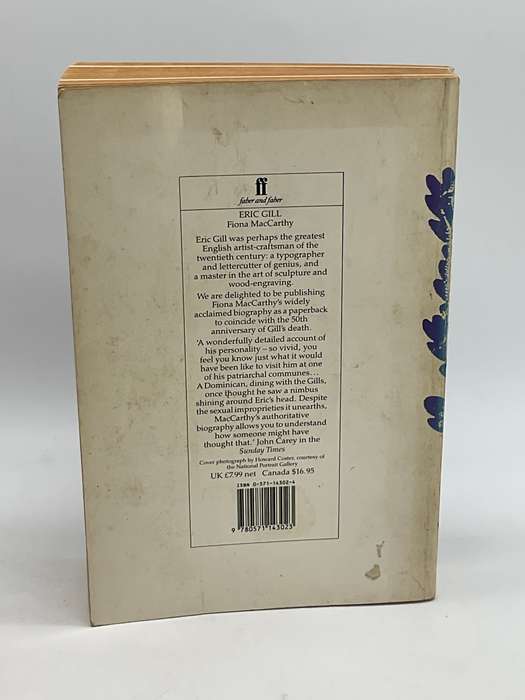 ff
faber and faber
ERIC GILL
Fiona MacCarthy
Eric Gill was perhaps the greatest
English artist-craftsman of the
twentieth century: a typographer
and lettercutter of genius, and
a master in the art of sculpture and
wood-engraving.
We are delighted to be publishing
Fiona MacCarthy's widely
acclaimed biography as a paperback
to coincide with the 50th
anniversary of Gill's death.
'A wonderfully detailed account of
his personality – so vivid, you
feel you know just what it would
have been like to visit him at one
of his patriarchal communes...
A Dominican, dining with the Gills,
once thought he saw a nimbus
shining around Eric's head. Despite
the sexual improprieties it unearths,
MacCarthy's authoritative
biography allows you to understand
how someone might have
thought that.' John Carey in the
Sunday Times
Cover photograph by Howard Coster, courtesy of
the National Portrait Gallery
UK £7.99 net Canada $16.95
ISBN 0-571-14302-4
9 780571 143023